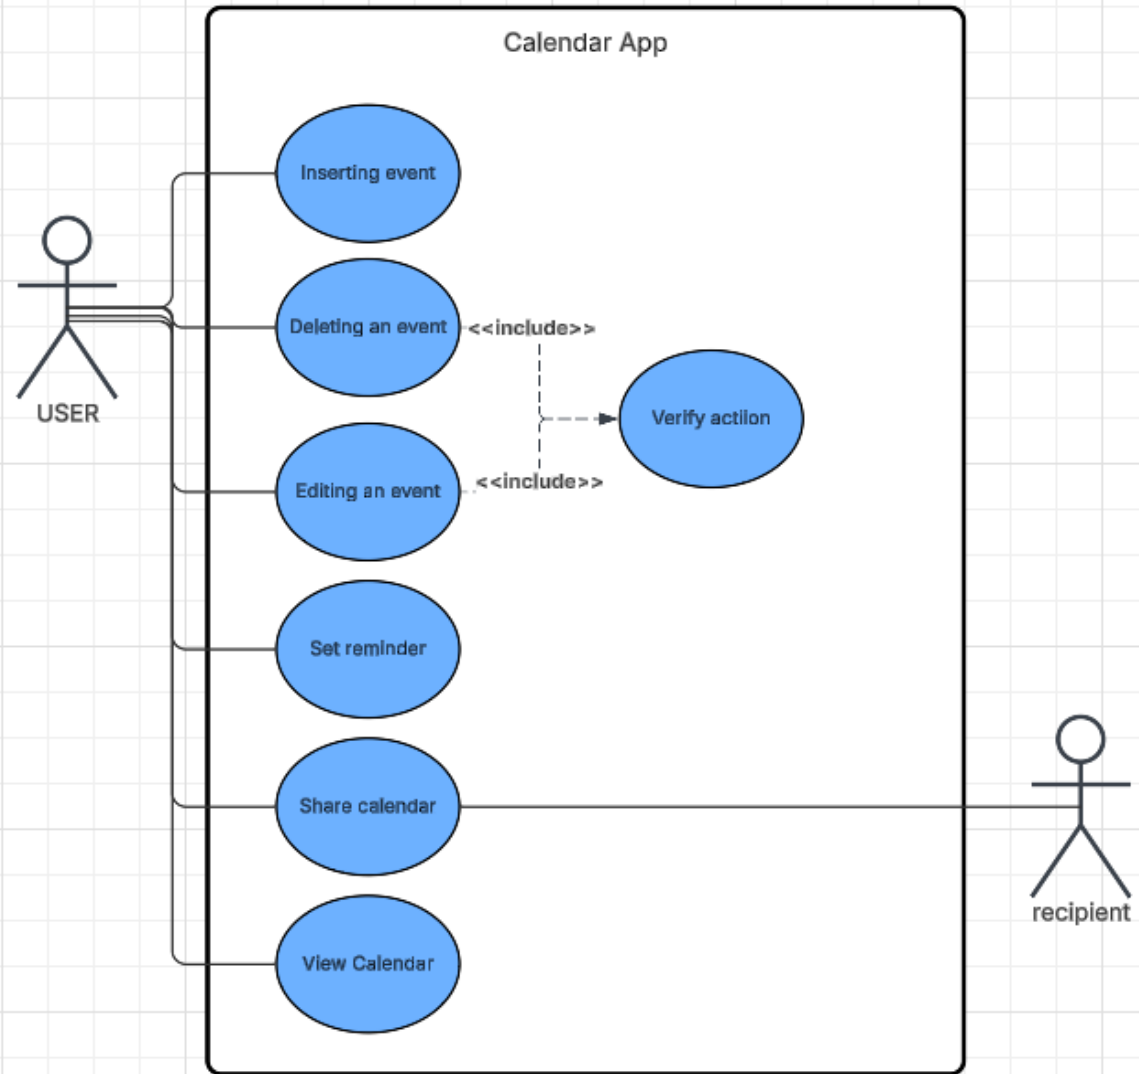 Calendar App
Inserting event
Deleting an event
<<include>>
Verify action
USER
Editing an event
<<include>>
Set reminder
Share calendar
recipient
View Calendar